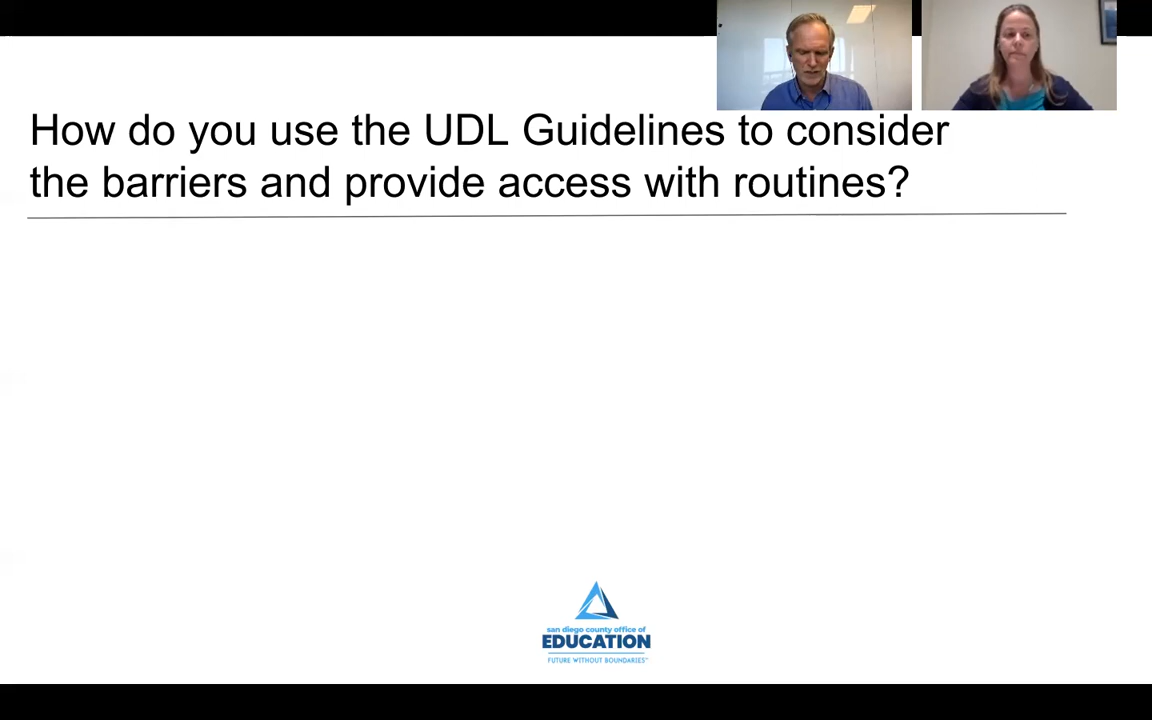 How do you use the UDL Guidelines to consider
the barriers and provide access with routines?
san diego county office of
EDUCATION
FUTURE WITHOUT BOUNDARIES™